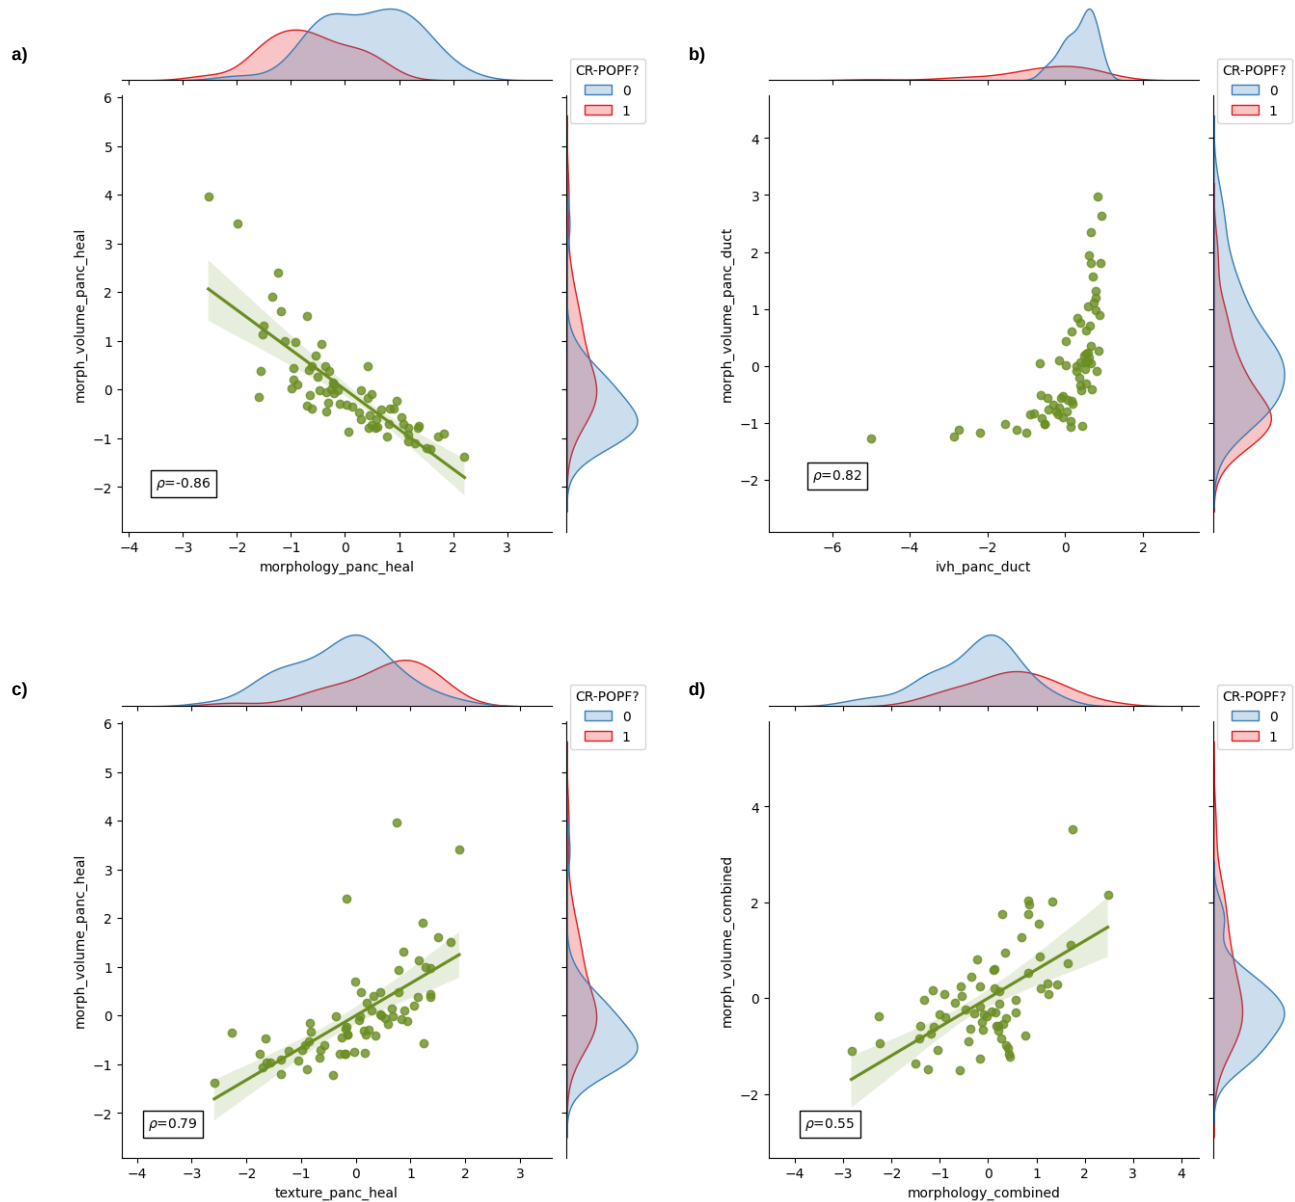 a)
CR-POPF?
0
1
morph_volume_panc_heal
6
5
4
3
2
1
0
−1
−2
ρ=-0.86
−4 −3 −2 −1 0 1 2 3
morphology_panc_heal
b)
CR-POPF?
0
1
morph_volume_panc_duct
4
3
2
1
0
−1
−2
ρ=0.82
−6 −4 −2 0 2
ivh_panc_duct
c)
CR-POPF?
0
1
morph_volume_panc_heal
6
5
4
3
2
1
0
−1
−2
ρ=0.79
−4 −3 −2 −1 0 1 2 3
texture_panc_heal
d)
CR-POPF?
0
1
morph_volume_combined
4
2
0
−2
ρ=0.55
−4 −3 −2 −1 0 1 2 3 4
morphology_combined